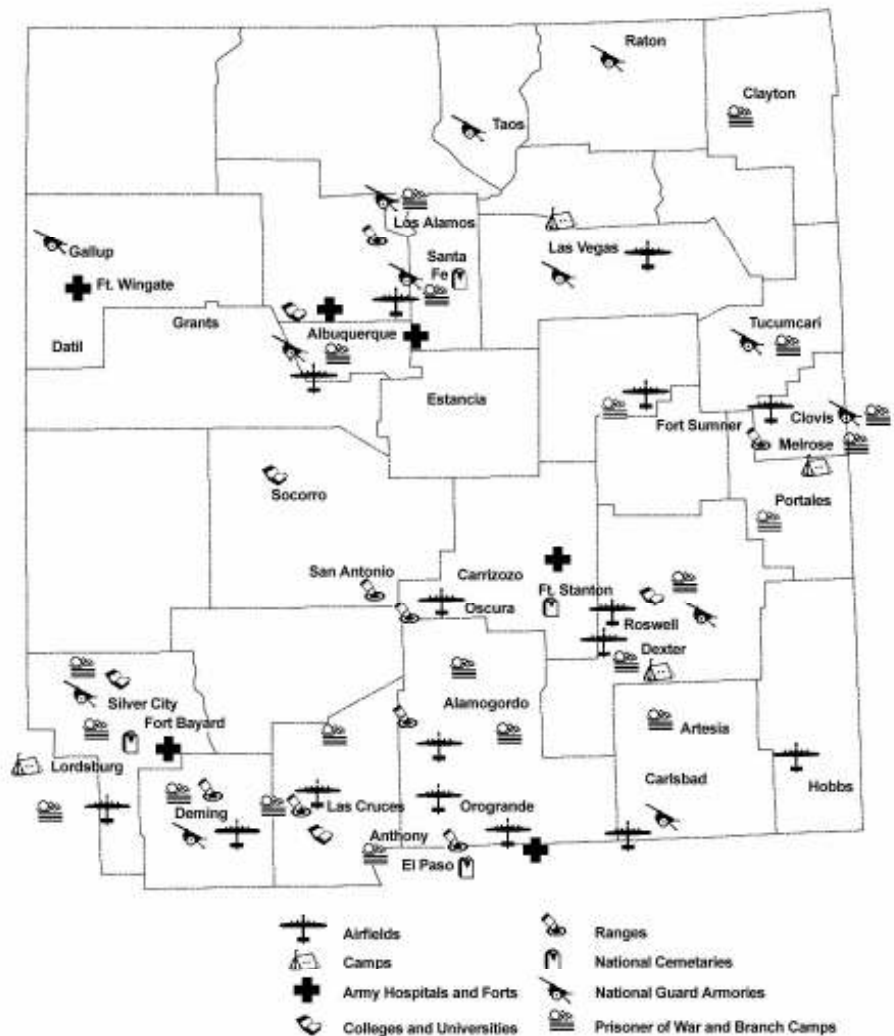 Raton
Clayton
Taos
Los Alamos
Gallup
Las Vegas
Santa
Fe
Ft. Wingate
Grants
Albuquerque
Tucumcari
Datil
Estancia
Fort Sumner
Clovis
Melrose
Socorro
Portales
San Antonio
Carrizozo
Ft. Stanton
Oscura
Roswell
Dexter
Silver City
Alamogordo
Fort Bayard
Artesia
Lordsburg
Carlsbad
Hobbs
Deming
Las Cruces
Orogrande
Anthony
El Paso
Airfields
Ranges
Camps
National Cemetaries
Army Hospitals and Forts
National Guard Armories
Colleges and Universities
Prisoner of War and Branch Camps